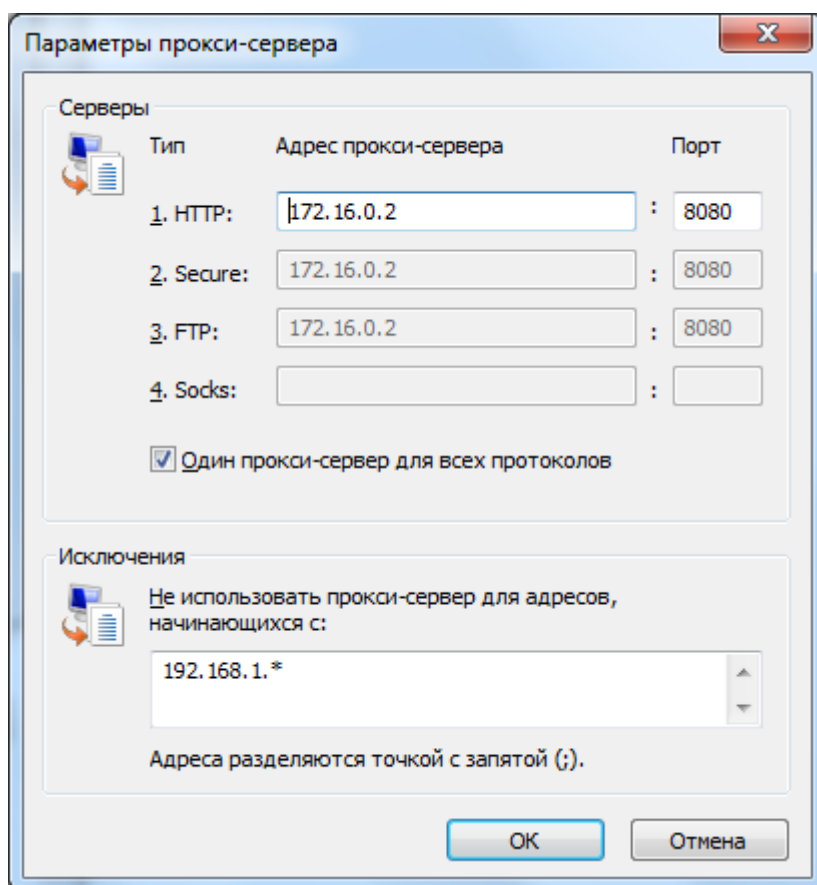 Параметры прокси-сервера
Серверы
Тип Адрес прокси-сервера Порт
1. HTTP: 172.16.0.2 : 8080
2. Secure: 172.16.0.2 : 8080
3. FTP: 172.16.0.2 : 8080
4. Socks: :
Один прокси-сервер для всех протоколов
Исключения
Не использовать прокси-сервер для адресов,
начинающихся с:
192.168.1.*
Адреса разделяются точкой с запятой (;).
ОК Отмена